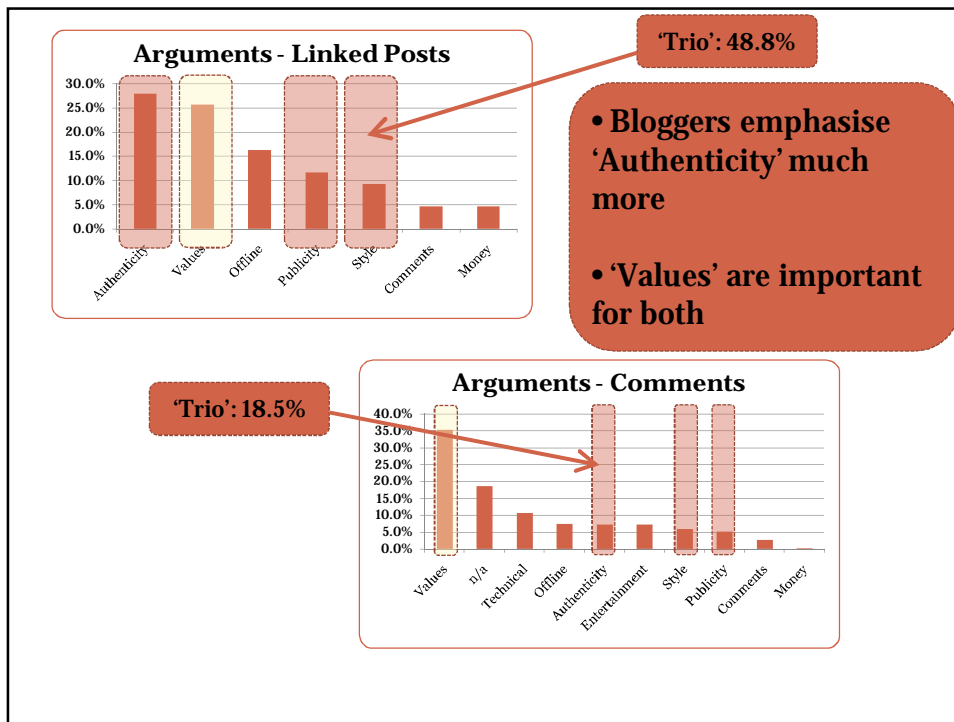 Arguments - Linked Posts
30.0%
25.0%
20.0%
15.0%
10.0%
5.0%
0.0%
Authenticity
Values
Offline
Publicity
Style
Comments
Money
‘Trio’: 48.8%
• Bloggers emphasise
‘Authenticity’ much
more
• ‘Values’ are important
for both
‘Trio’: 18.5%
Arguments - Comments
40.0%
35.0%
30.0%
25.0%
20.0%
15.0%
10.0%
5.0%
0.0%
Values
n/a
Technical
Offline
Authenticity
Entertainment
Style
Publicity
Comments
Money